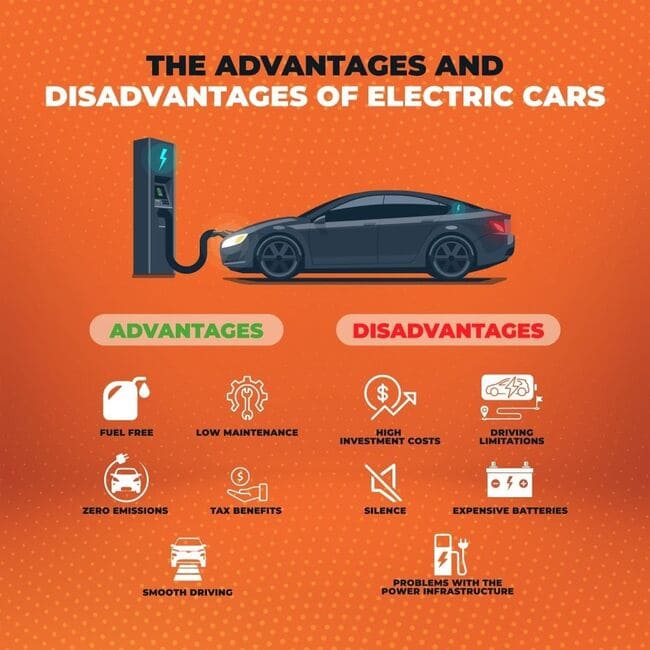 THE ADVANTAGES AND
DISADVANTAGES OF ELECTRIC CARS
ADVANTAGES
FUEL FREE
LOW MAINTENANCE
ZERO EMISSIONS
TAX BENEFITS
SMOOTH DRIVING
DISADVANTAGES
$
HIGH
INVESTMENT COSTS
DRIVING
LIMITATIONS
SILENCE
EXPENSIVE BATTERIES
PROBLEMS WITH THE
POWER INFRASTRUCTURE